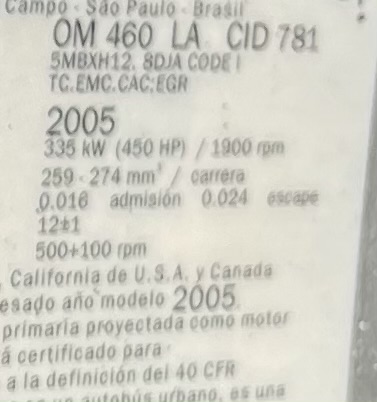 Campo - São Paulo - Brasil
OM 460 LA CID 781
5MBXH12. 8DJA CODE I
TC.EMC.CAC:EGR
2005
335 kW (450 HP) / 1900 rpm
259 - 274 mm³ / carrera
0.016 admisión 0.024 escape
12±1
500+100 rpm
California de U.S.A. y Canada
esado año modelo 2005
primaria proyectada como motor
á certificado para
a la definición del 40 CFR
autobús urbano, es una